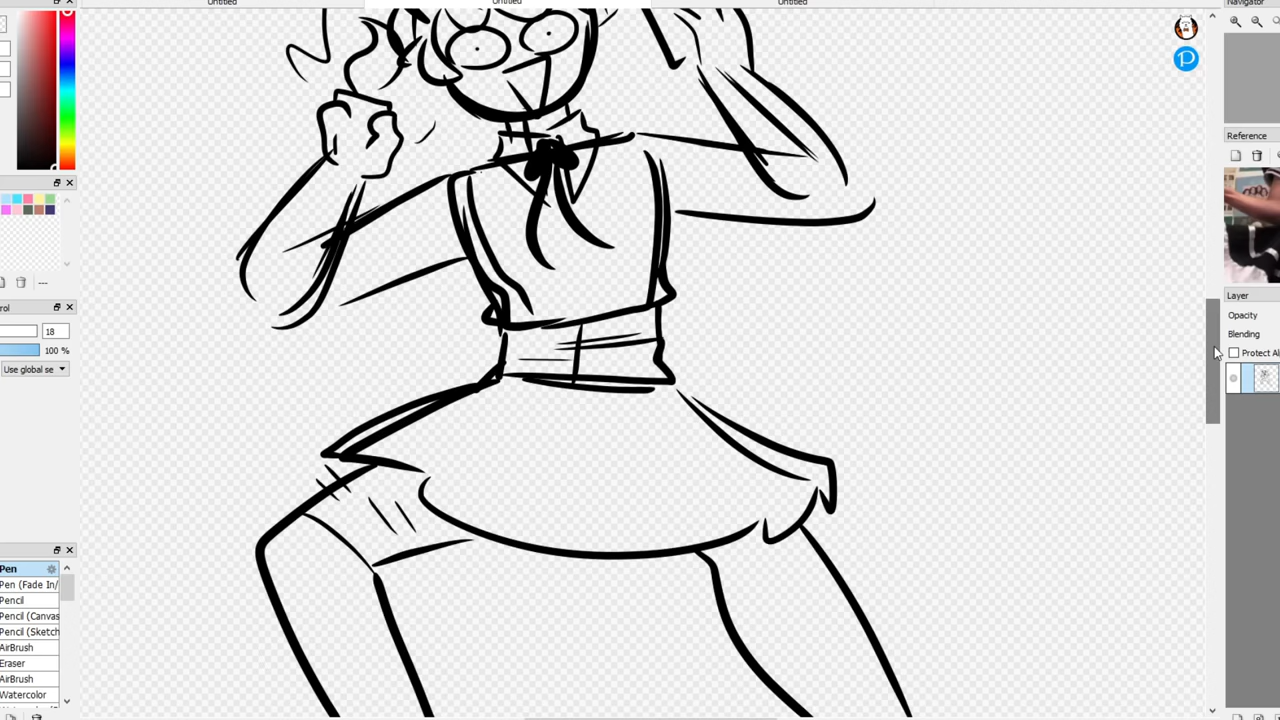 Untitled
Untitled
Untitled
Navigator
Reference
rol
18
100 %
Use global se
Layer
Opacity
Blending
Protect Al
Pen
Pen (Fade In/
Pencil
Pencil (Canvas
Pencil (Sketch
AirBrush
Eraser
AirBrush
Watercolor